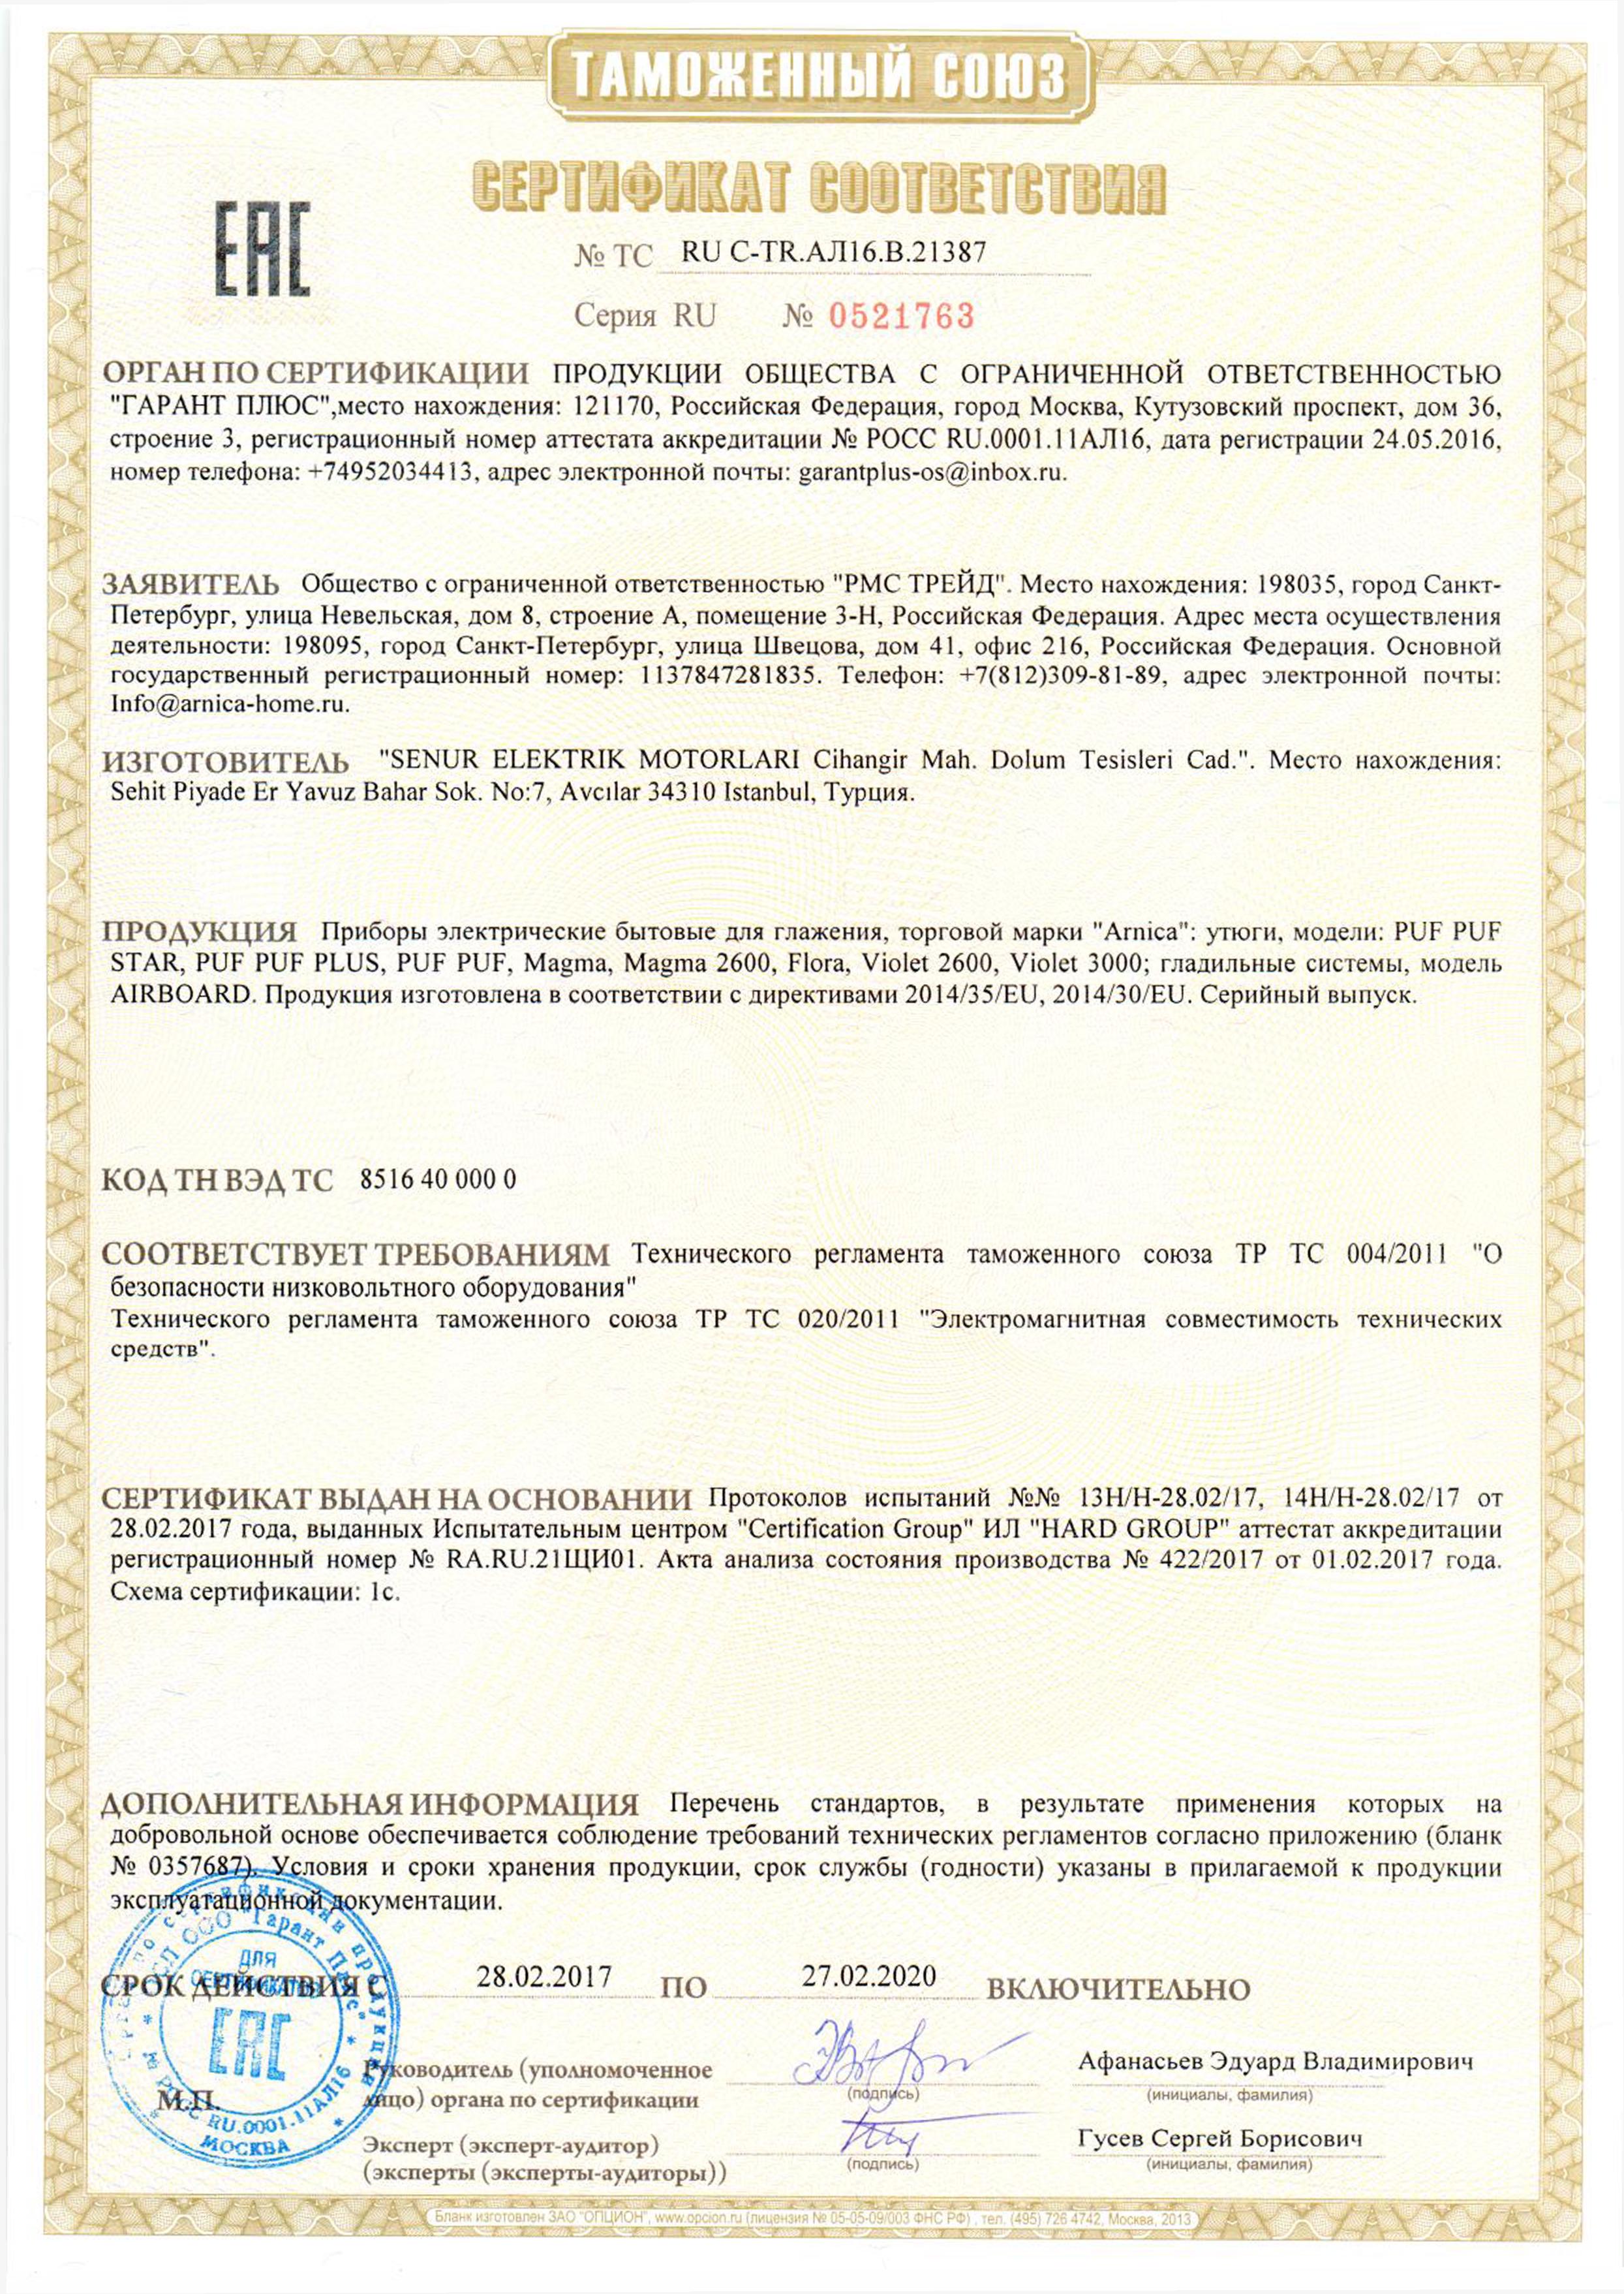 ТАМОЖЕННЫЙ СОЮЗ
СЕРТИФИКАТ СООТВЕТСТВИЯ
ЕАС
№ ТС RU C-TR.АЛ16.В.21387
Серия RU № 0521763
ОРГАН ПО СЕРТИФИКАЦИИ ПРОДУКЦИИ ОБЩЕСТВА С ОГРАНИЧЕННОЙ ОТВЕТСТВЕННОСТЬЮ
"ГАРАНТ ПЛЮС",место нахождения: 121170, Российская Федерация, город Москва, Кутузовский проспект, дом 36,
строение 3, регистрационный номер аттестата аккредитации № РОСС RU.0001.11АЛ16, дата регистрации 24.05.2016,
номер телефона: +74952034413, адрес электронной почты: garantplus-os@inbox.ru.
ЗАЯВИТЕЛЬ Общество с ограниченной ответственностью "РМС ТРЕЙД". Место нахождения: 198035, город Санкт-
Петербург, улица Невельская, дом 8, строение А, помещение 3-Н, Российская Федерация. Адрес места осуществления
деятельности: 198095, город Санкт-Петербург, улица Швецова, дом 41, офис 216, Российская Федерация. Основной
государственный регистрационный номер: 1137847281835. Телефон: +7(812)309-81-89, адрес электронной почты:
Info@arnica-home.ru.
ИЗГОТОВИТЕЛЬ "SENUR ELEKTRIK MOTORLARI Cihangir Mah. Dolum Tesisleri Cad.". Место нахождения:
Sehit Piyade Er Yavuz Bahar Sok. No:7, Avcılar 34310 Istanbul, Турция.
ПРОДУКЦИЯ Приборы электрические бытовые для глажения, торговой марки "Arnica": утюги, модели: PUF PUF
STAR, PUF PUF PLUS, PUF PUF, Magma, Magma 2600, Flora, Violet 2600, Violet 3000; гладильные системы, модель
AIRBOARD. Продукция изготовлена в соответствии с директивами 2014/35/EU, 2014/30/EU. Серийный выпуск.
КОД ТН ВЭД ТС 8516 40 000 0
СООТВЕТСТВУЕТ ТРЕБОВАНИЯМ Технического регламента таможенного союза ТР ТС 004/2011 "О
безопасности низковольтного оборудования"
Технического регламента таможенного союза ТР ТС 020/2011 "Электромагнитная совместимость технических
средств".
СЕРТИФИКАТ ВЫДАН НА ОСНОВАНИИ Протоколов испытаний №№ 13Н/Н-28.02/17, 14Н/Н-28.02/17 от
28.02.2017 года, выданных Испытательным центром "Certification Group" ИЛ "HARD GROUP" аттестат аккредитации
регистрационный номер № RA.RU.21ЩИ01. Акта анализа состояния производства № 422/2017 от 01.02.2017 года.
Схема сертификации: 1с.
ДОПОЛНИТЕЛЬНАЯ ИНФОРМАЦИЯ Перечень стандартов, в результате применения которых на
добровольной основе обеспечивается соблюдение требований технических регламентов согласно приложению (бланк
№ 0357687). Условия и сроки хранения продукции, срок службы (годности) указаны в прилагаемой к продукции
эксплуатационной документации.
СРОК ДЕЙСТВИЯ С 28.02.2017 ПО 27.02.2020 ВКЛЮЧИТЕЛЬНО
ДЛЯ
СЕРТИФИКАТОВ
ЕАС
МОСКВА
М.П.
Руководитель (уполномоченное
лицо) органа по сертификации
(подпись)
Афанасьев Эдуард Владимирович
(инициалы, фамилия)
Эксперт (эксперт-аудитор)
(эксперты (эксперты-аудиторы))
(подпись)
Гусев Сергей Борисович
(инициалы, фамилия)
Бланк изготовлен ЗАО "ОПЦИОН", www.opcion.ru (лицензия № 05-05-09/003 ФНС РФ) , тел. (495) 726 4742, Москва, 2013